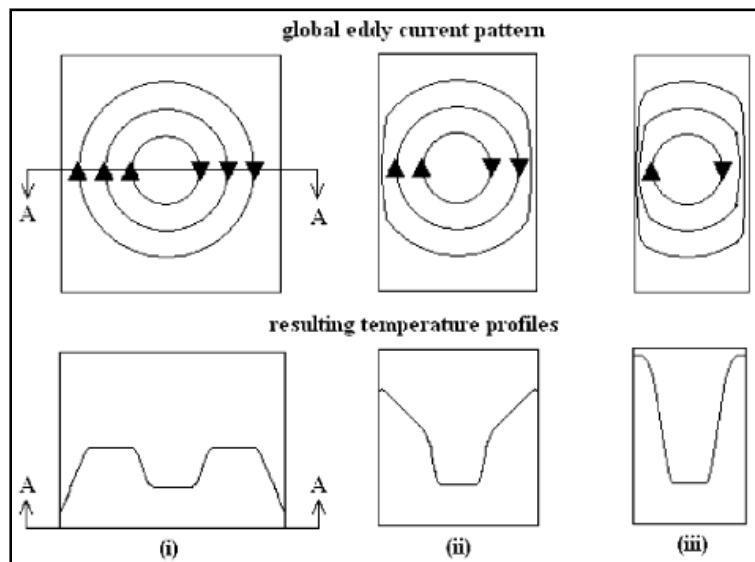 global eddy current pattern
A A
resulting temperature profiles
A A
(i) (ii) (iii)